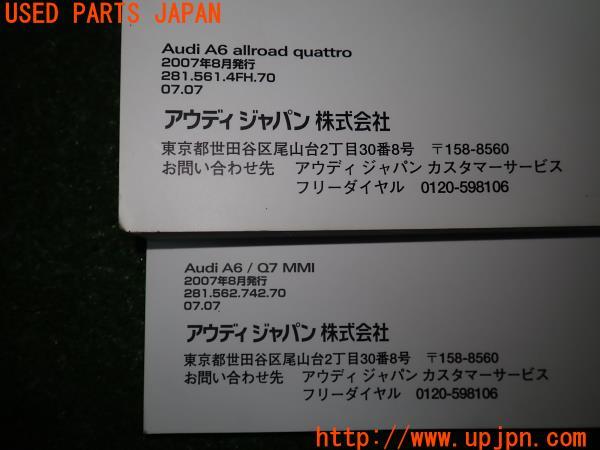 USED PARTS JAPAN
Audi A6 allroad quattro
2007年8月発行
281.561.4FH.70
07.07
アウディ ジャパン 株式会社
東京都世田谷区尾山台2丁目30番8号 〒158-8560
お問い合わせ先 アウディ ジャパン カスタマーサービス
フリーダイヤル 0120-598106
Audi A6 / Q7 MMI
2007年8月発行
281.562.742.70
07.07
アウディ ジャパン 株式会社
東京都世田谷区尾山台2丁目30番8号 〒158-8560
お問い合わせ先 アウディ ジャパン カスタマーサービス
フリーダイヤル 0120-598106
http://www.upjpn.com/